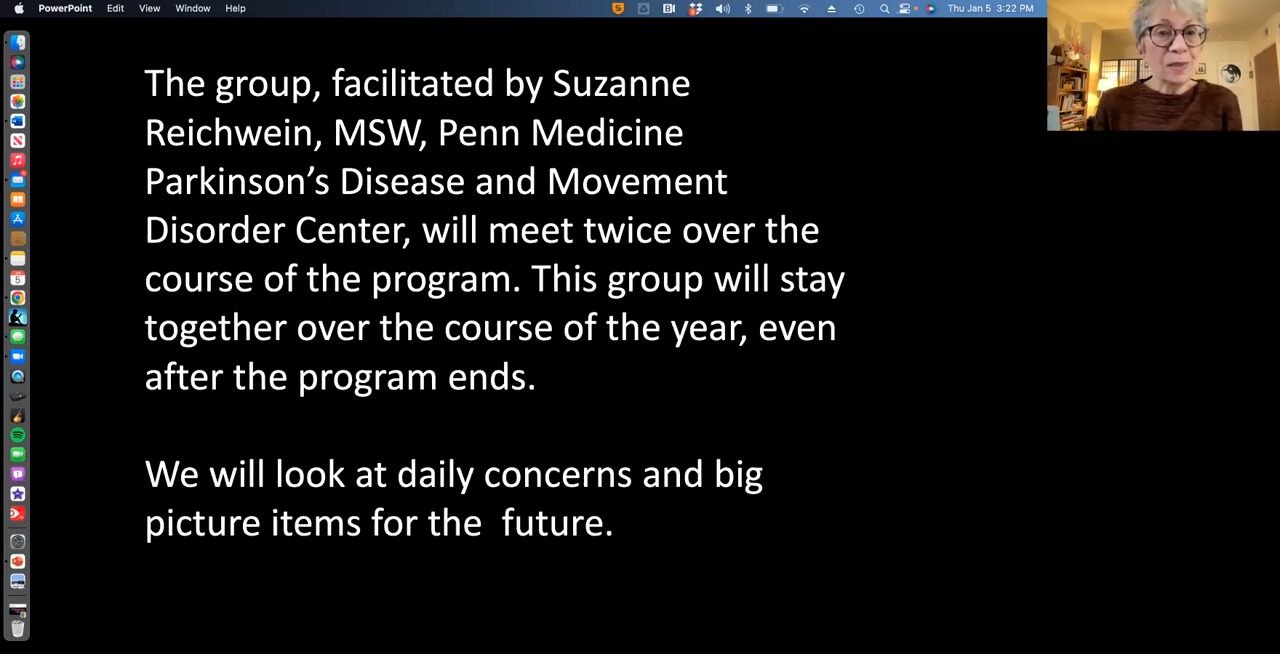 PowerPoint Edit View Window Help Thu Jan 5 3:22 PM
The group, facilitated by Suzanne
Reichwein, MSW, Penn Medicine
Parkinson’s Disease and Movement
Disorder Center, will meet twice over the
course of the program. This group will stay
together over the course of the year, even
after the program ends.
We will look at daily concerns and big
picture items for the  future.
5